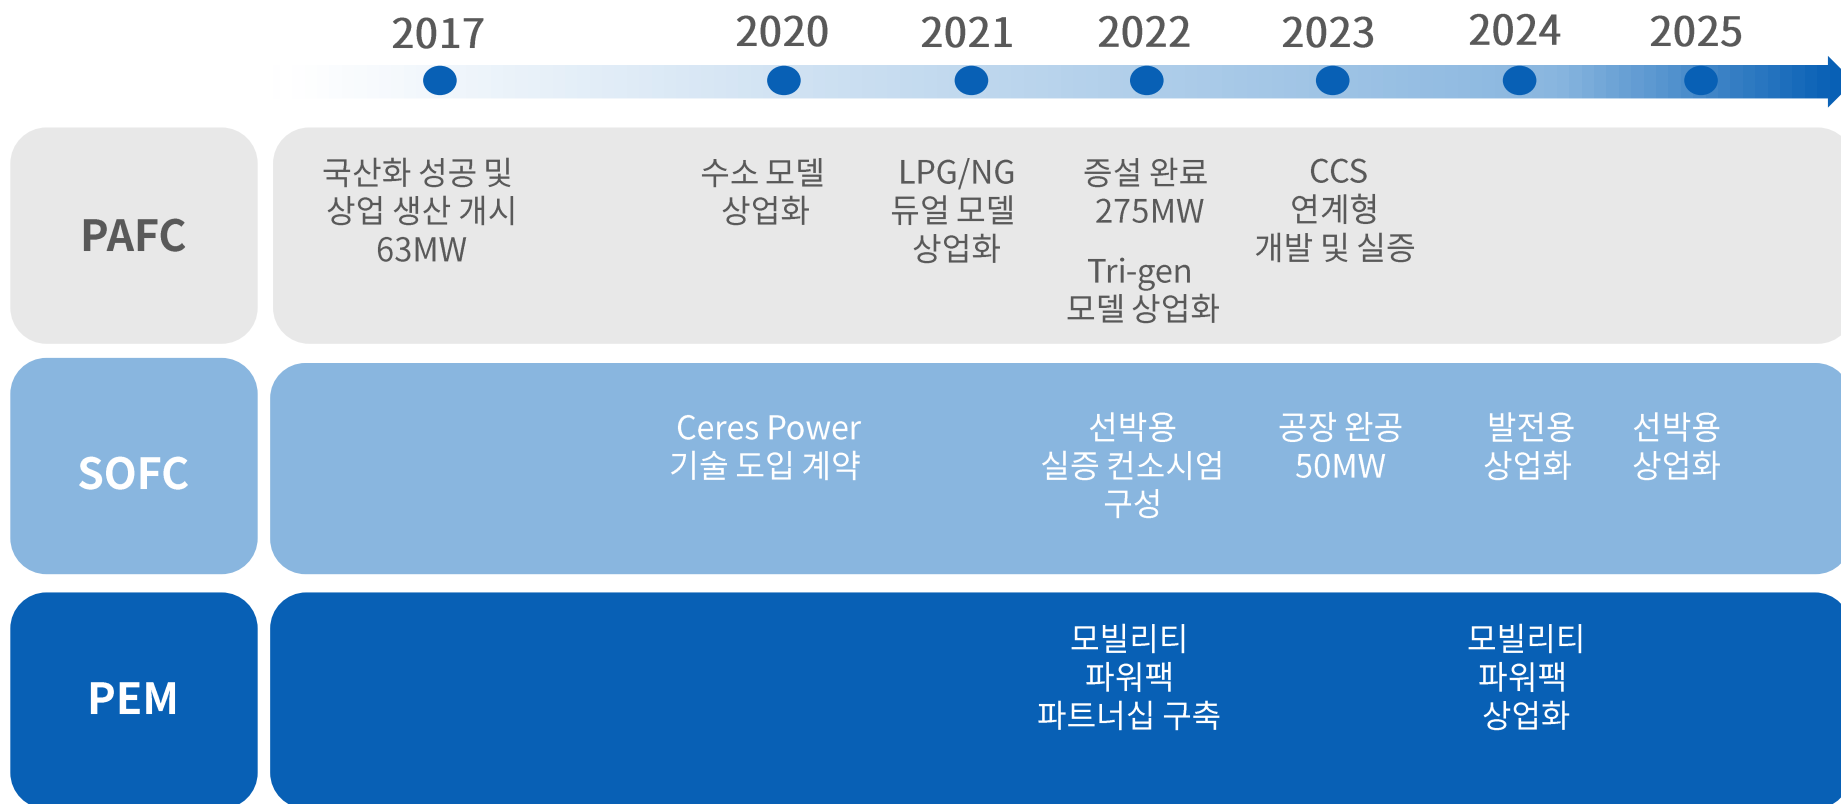 2017
2020
2021
2022
2023
2024
2025
PAFC
국산화 성공 및
상업 생산 개시
63MW
수소 모델
상업화
LPG/NG
듀얼 모델
상업화
증설 완료
275MW
Tri-gen
모델 상업화
CCS
연계형
개발 및 실증
SOFC
Ceres Power
기술 도입 계약
선박용
실증 컨소시엄
구성
공장 완공
50MW
발전용
상업화
선박용
상업화
PEM
모빌리티
파워팩
파트너십 구축
모빌리티
파워팩
상업화